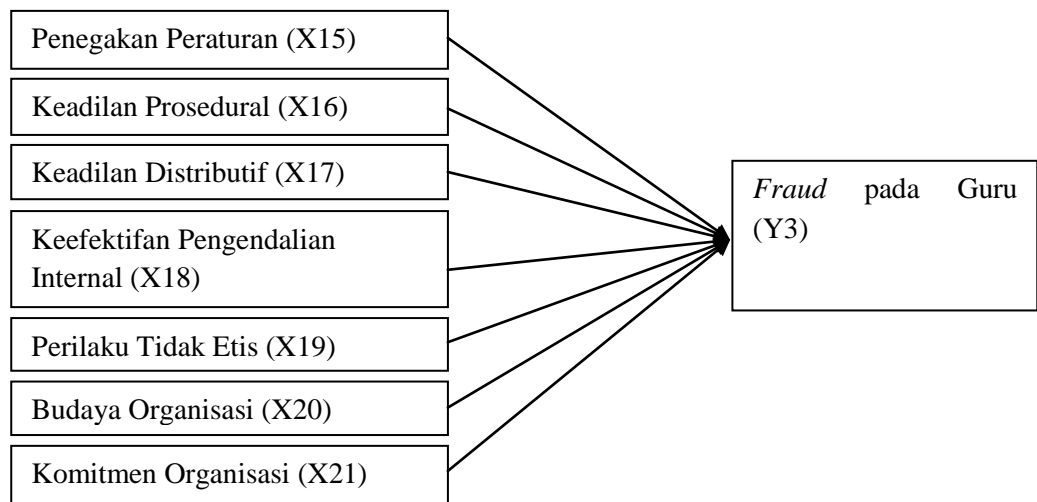 Penegakan Peraturan (X15)
Keadilan Prosedural (X16)
Keadilan Distributif (X17)
Keefektifan Pengendalian
Internal (X18)
Perilaku Tidak Etis (X19)
Budaya Organisasi (X20)
Komitmen Organisasi (X21)
Fraud pada Guru
(Y3)